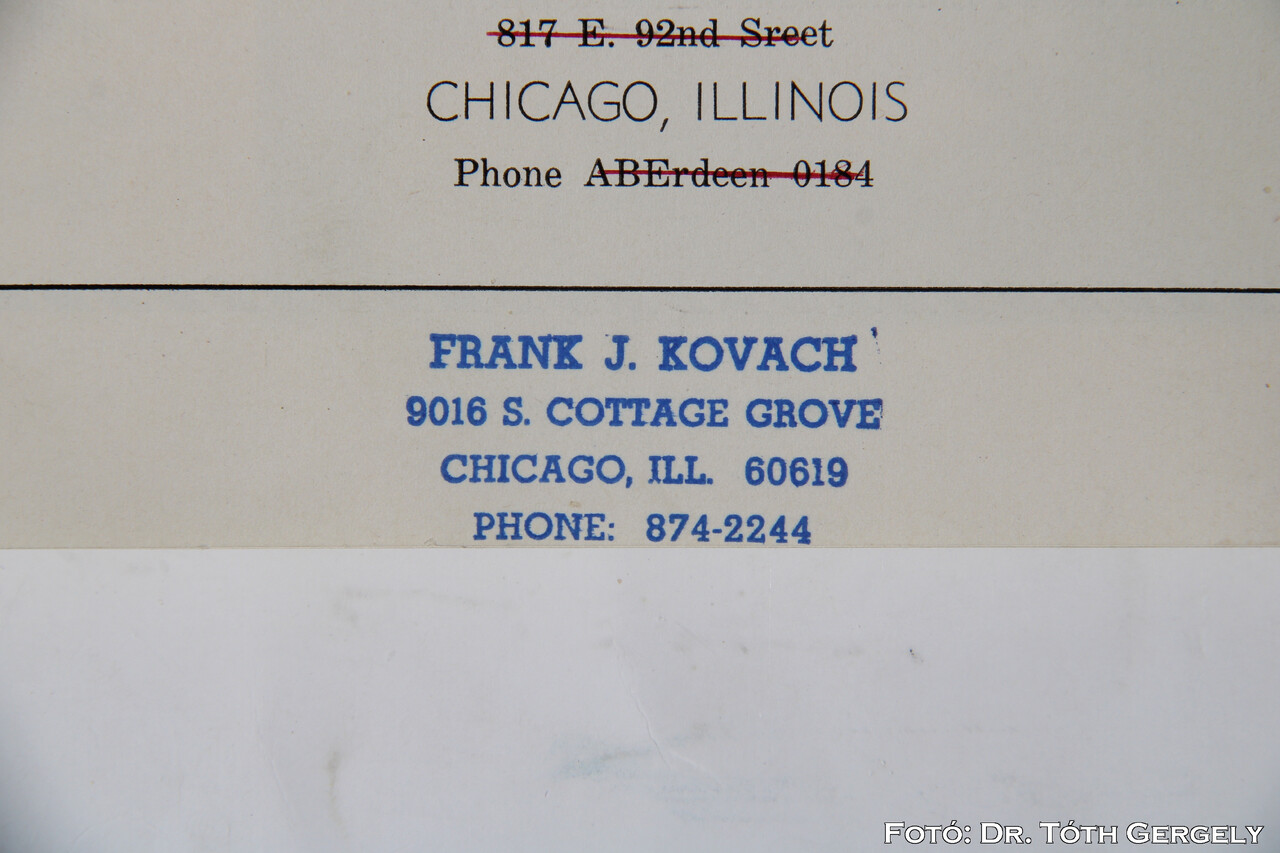 817 E. 92nd Sreet
CHICAGO, ILLINOIS
Phone ABErdeen 0184
FRANK J. KOVACH
9016 S. COTTAGE GROVE
CHICAGO, ILL. 60619
PHONE: 874-2244
Fotó: Dr. Tóth Gergely